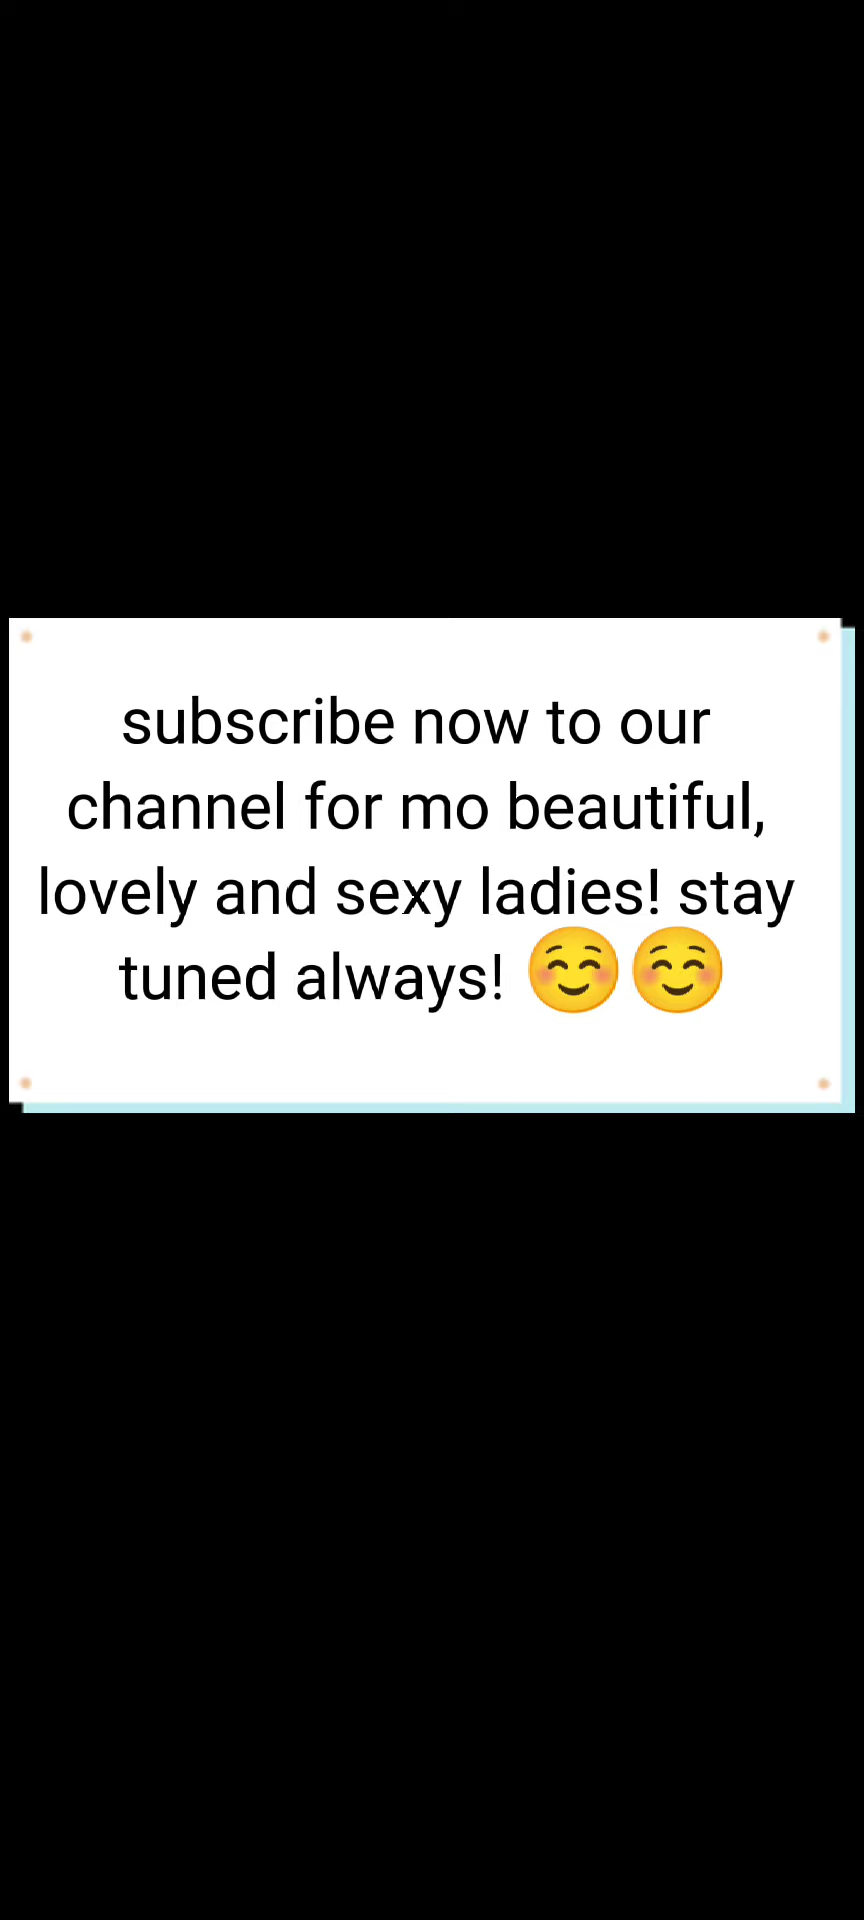 subscribe now to our
channel for mo beautiful,
lovely and sexy ladies! stay
tuned always! ☺️☺️